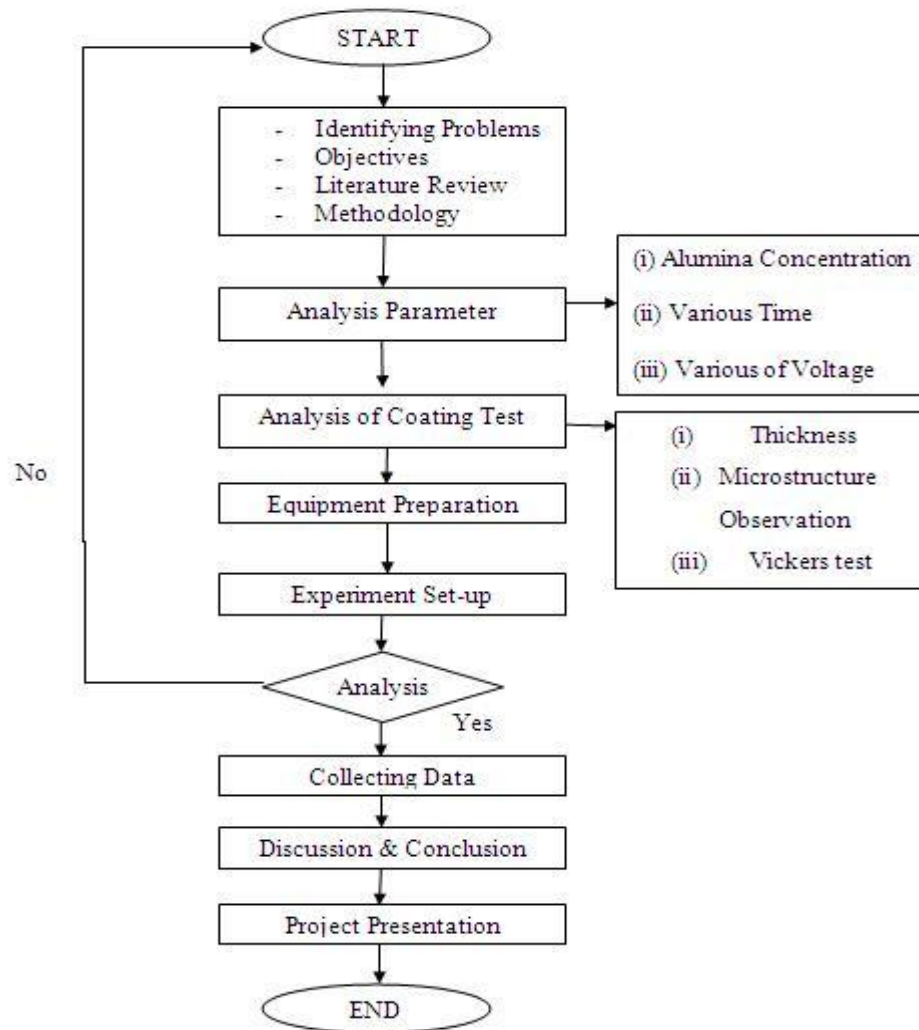 START
- Identifying Problems
- Objectives
- Literature Review
- Methodology
Analysis Parameter
(i) Alumina Concentration
(ii) Various Time
(iii) Various of Voltage
Analysis of Coating Test
(i) Thickness
(ii) Microstructure
Observation
(iii) Vickers test
No
Equipment Preparation
Experiment Set-up
Analysis
Yes
Collecting Data
Discussion & Conclusion
Project Presentation
END